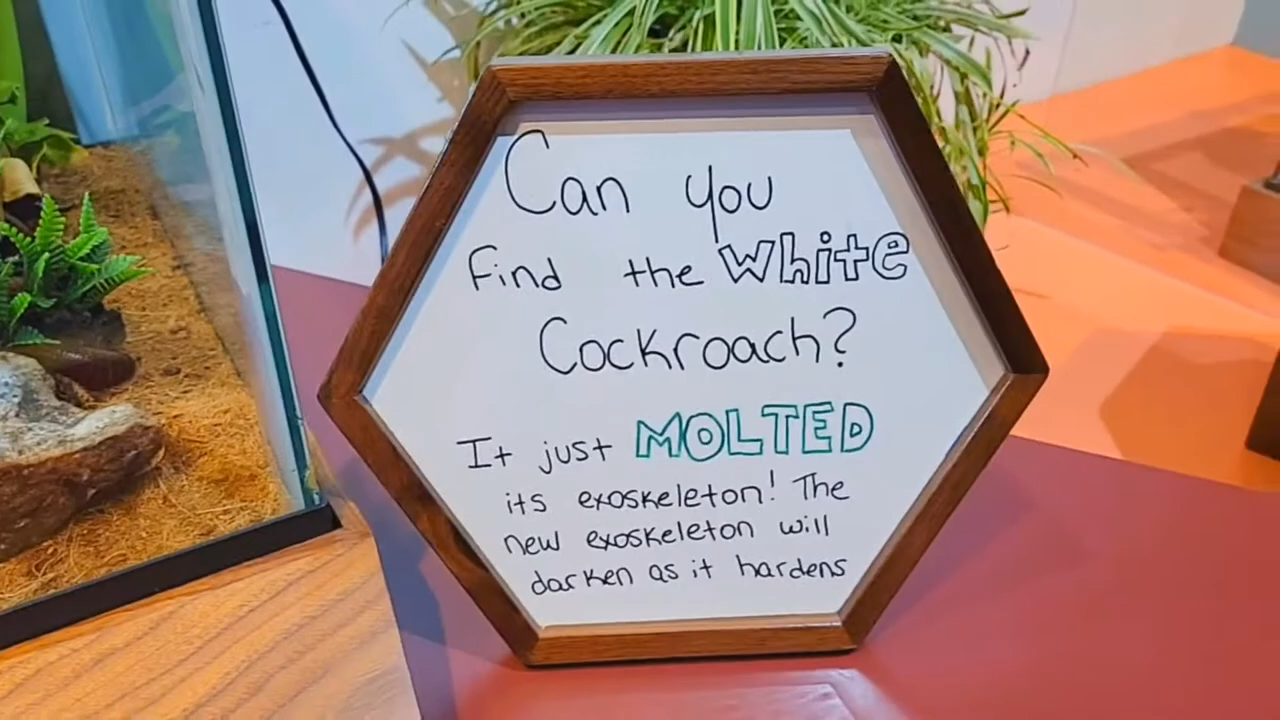 Can you
find the white
Cockroach?
It just MOLTED
its exoskeleton! The
new exoskeleton will
darken as it hardens